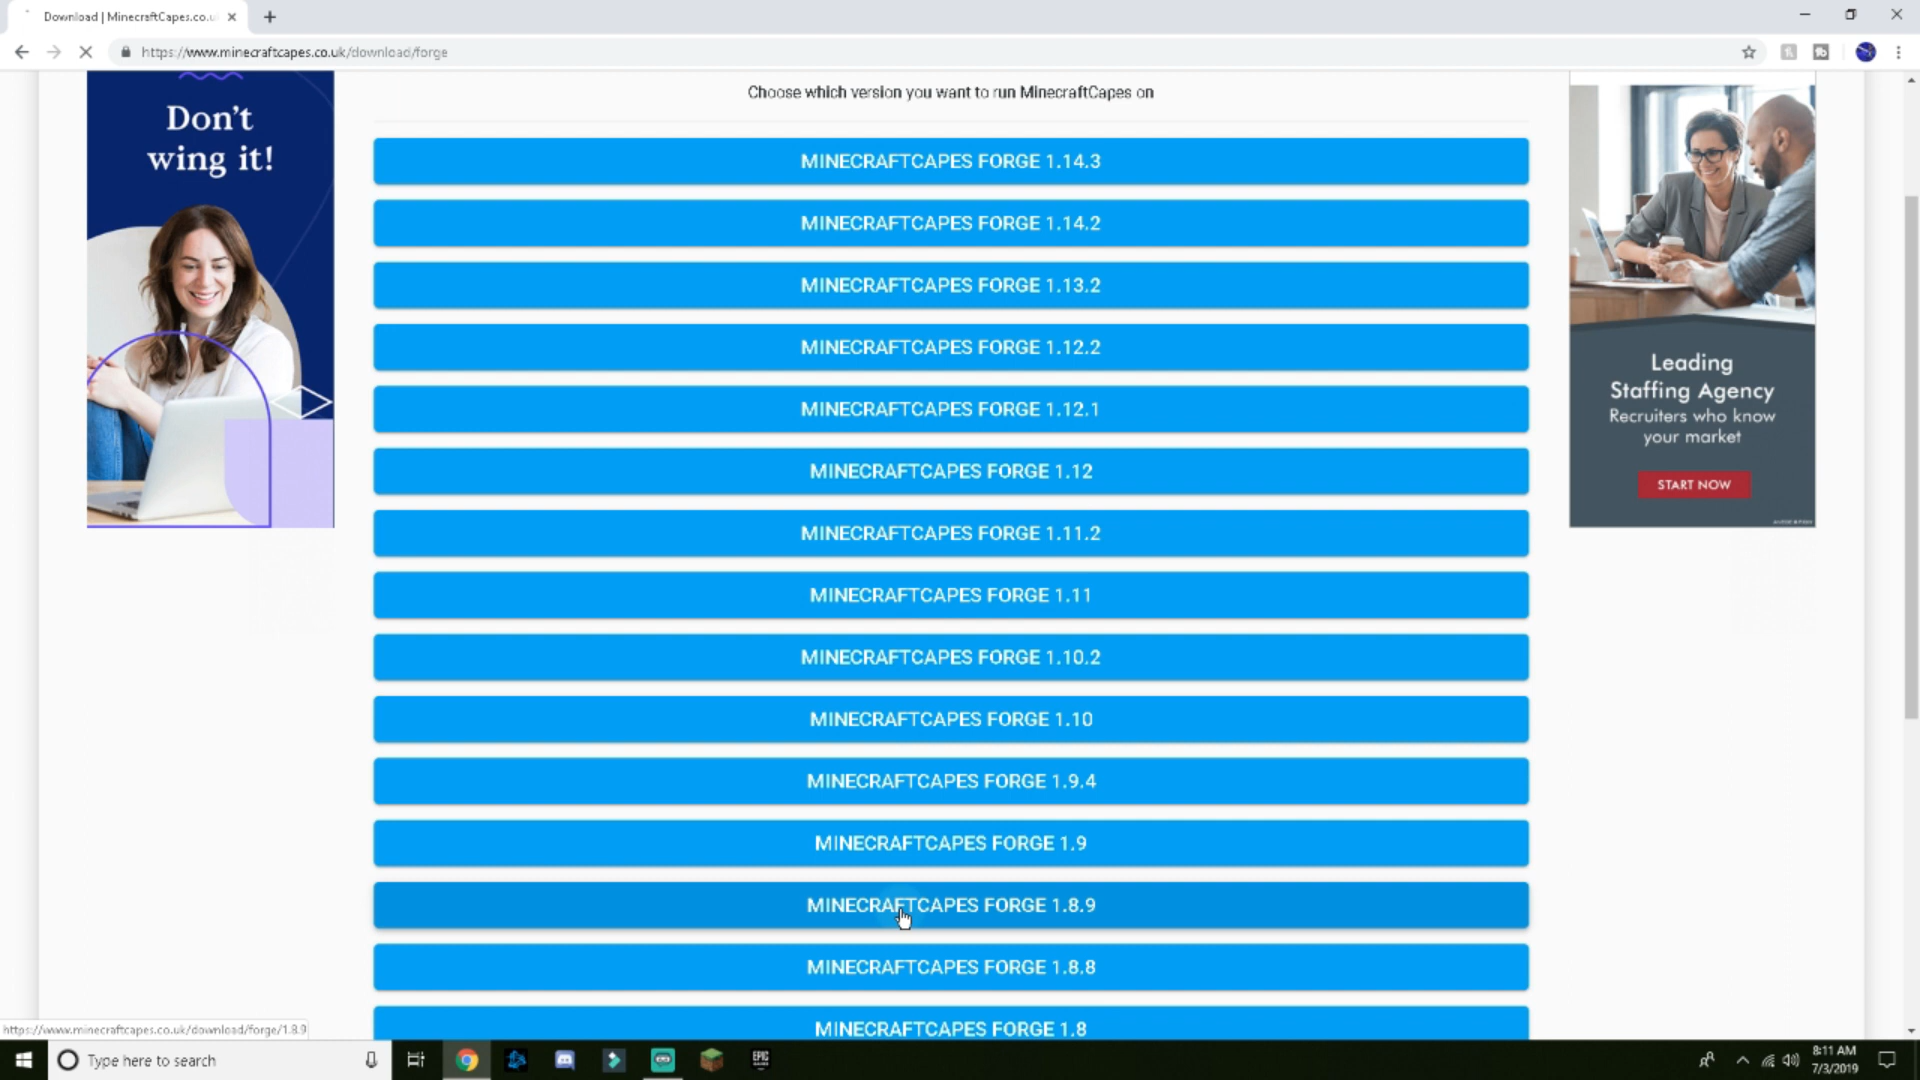 Download | MinecraftCapes.co.u
https://www.minecraftcapes.co.uk/download/forge
Don't
wing it!
Choose which version you want to run MinecraftCapes on
MINECRAFTCAPES FORGE 1.14.3
MINECRAFTCAPES FORGE 1.14.2
MINECRAFTCAPES FORGE 1.13.2
MINECRAFTCAPES FORGE 1.12.2
MINECRAFTCAPES FORGE 1.12.1
MINECRAFTCAPES FORGE 1.12
MINECRAFTCAPES FORGE 1.11.2
MINECRAFTCAPES FORGE 1.11
MINECRAFTCAPES FORGE 1.10.2
MINECRAFTCAPES FORGE 1.10
MINECRAFTCAPES FORGE 1.9.4
MINECRAFTCAPES FORGE 1.9
MINECRAFTCAPES FORGE 1.8.9
MINECRAFTCAPES FORGE 1.8.8
MINECRAFTCAPES FORGE 1.8
Leading
Staffing Agency
Recruiters who know
your market
START NOW
https://www.minecraftcapes.co.uk/download/forge/1.8.9
Type here to search
EPIC
8:11 AM
7/3/2019